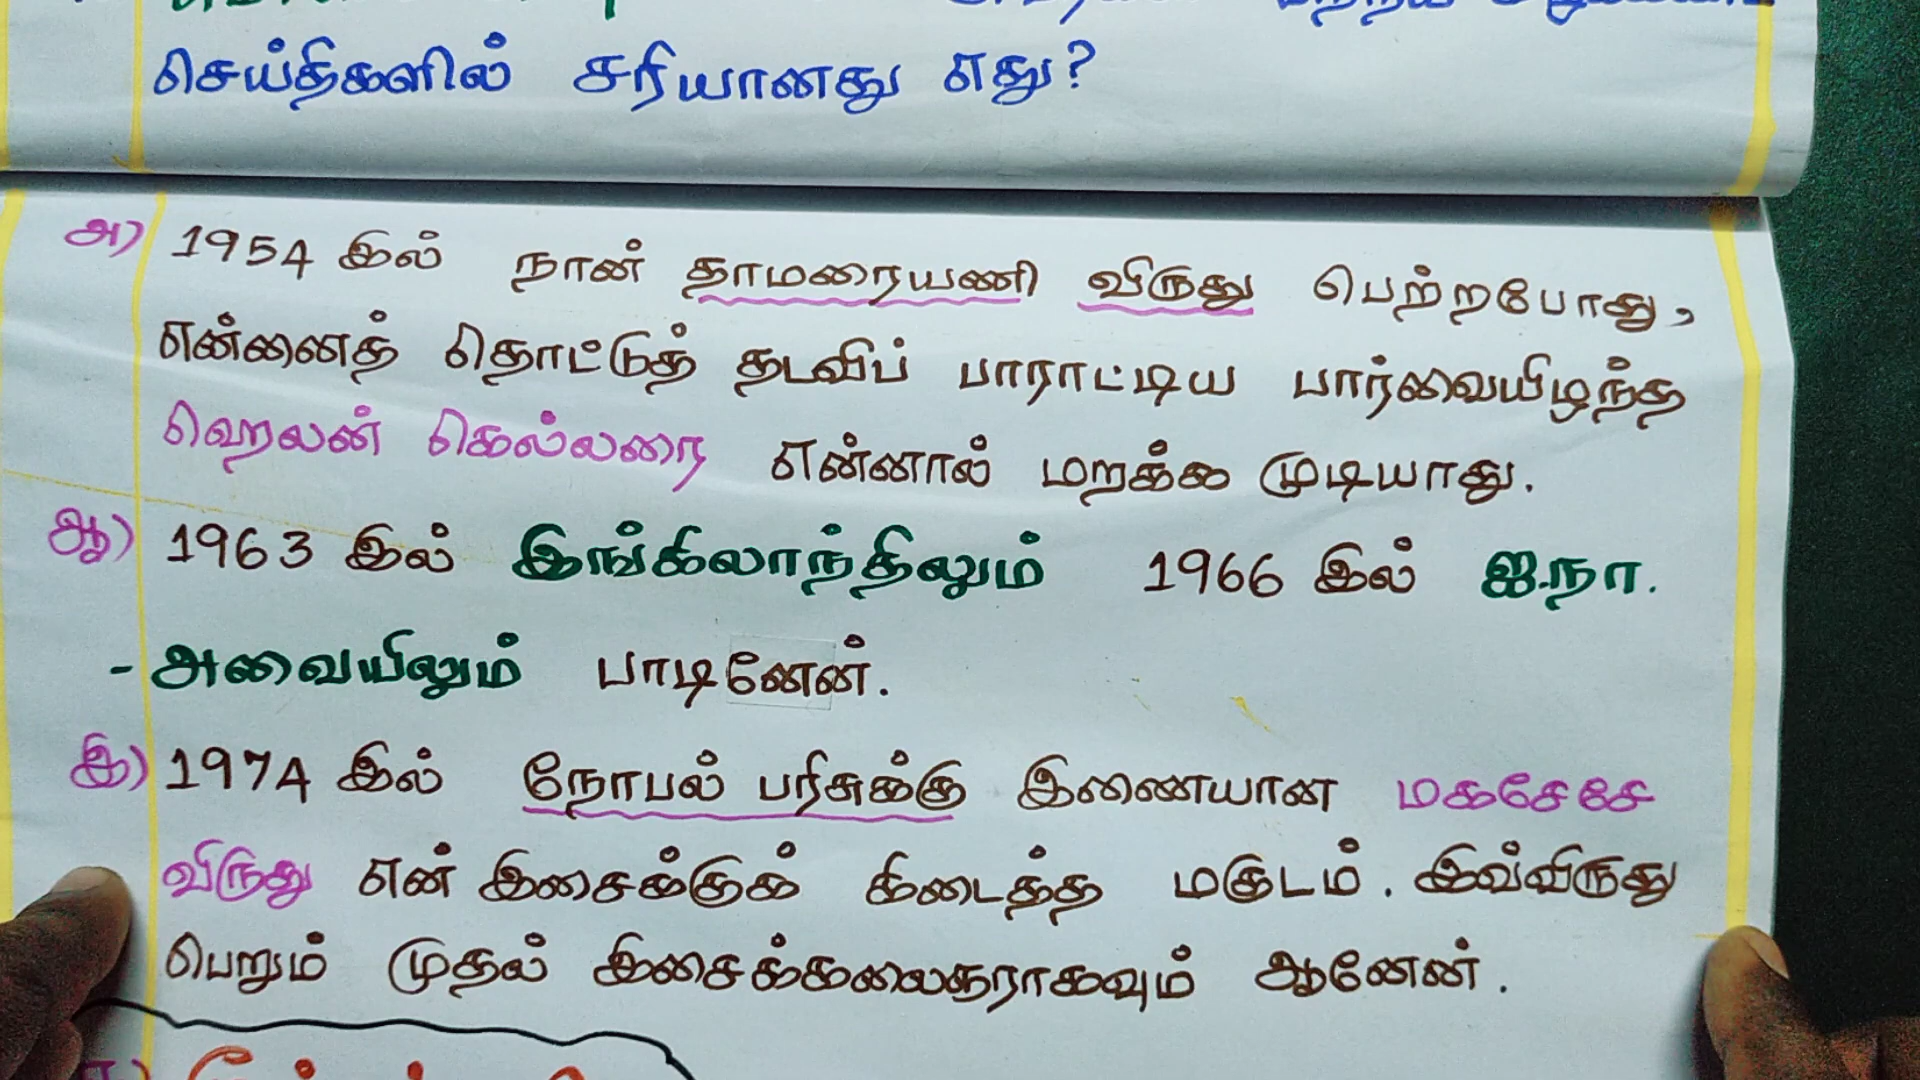 செய்திகளில் சரியானது எது?
அ) 1954 இல் நான் தாமரையணி விருது பெற்றபோது,
என்னைத் தொட்டுத் தடவிப் பாராட்டிய பார்வையிழந்த
ஹெலன் கெல்லரை என்னால் மறக்க முடியாது.
ஆ) 1963 இல் இங்கிலாந்திலும் 1966 இல் ஐ.நா.
- அவையிலும் பாடினேன்.
இ) 1974 இல் நோபல் பரிசுக்கு இணையான மகசேசே
விருது என் இசைக்குக் கிடைத்த மகுடம். இவ்விருது
பெறும் முதல் இசைக்கலைஞராகவும் ஆனேன்.